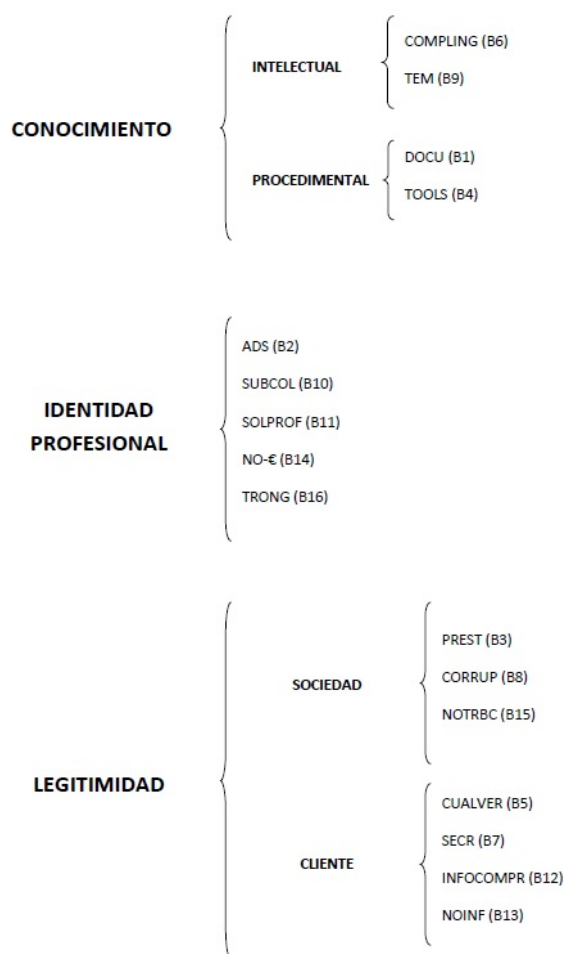 CONOCIMIENTO
INTELECTUAL
COMPLING (B6)
TEM (B9)
PROCEDIMENTAL
DOCU (B1)
TOOLS (B4)
IDENTIDAD
PROFESIONAL
ADS (B2)
SUBCOL (B10)
SOLPROF (B11)
NO-€ (B14)
TRONG (B16)
LEGITIMIDAD
SOCIEDAD
PREST (B3)
CORRUP (B8)
NOTRBC (B15)
CLIENTE
CUALVER (B5)
SECR (B7)
INFOCOMPR (B12)
NOINF (B13)